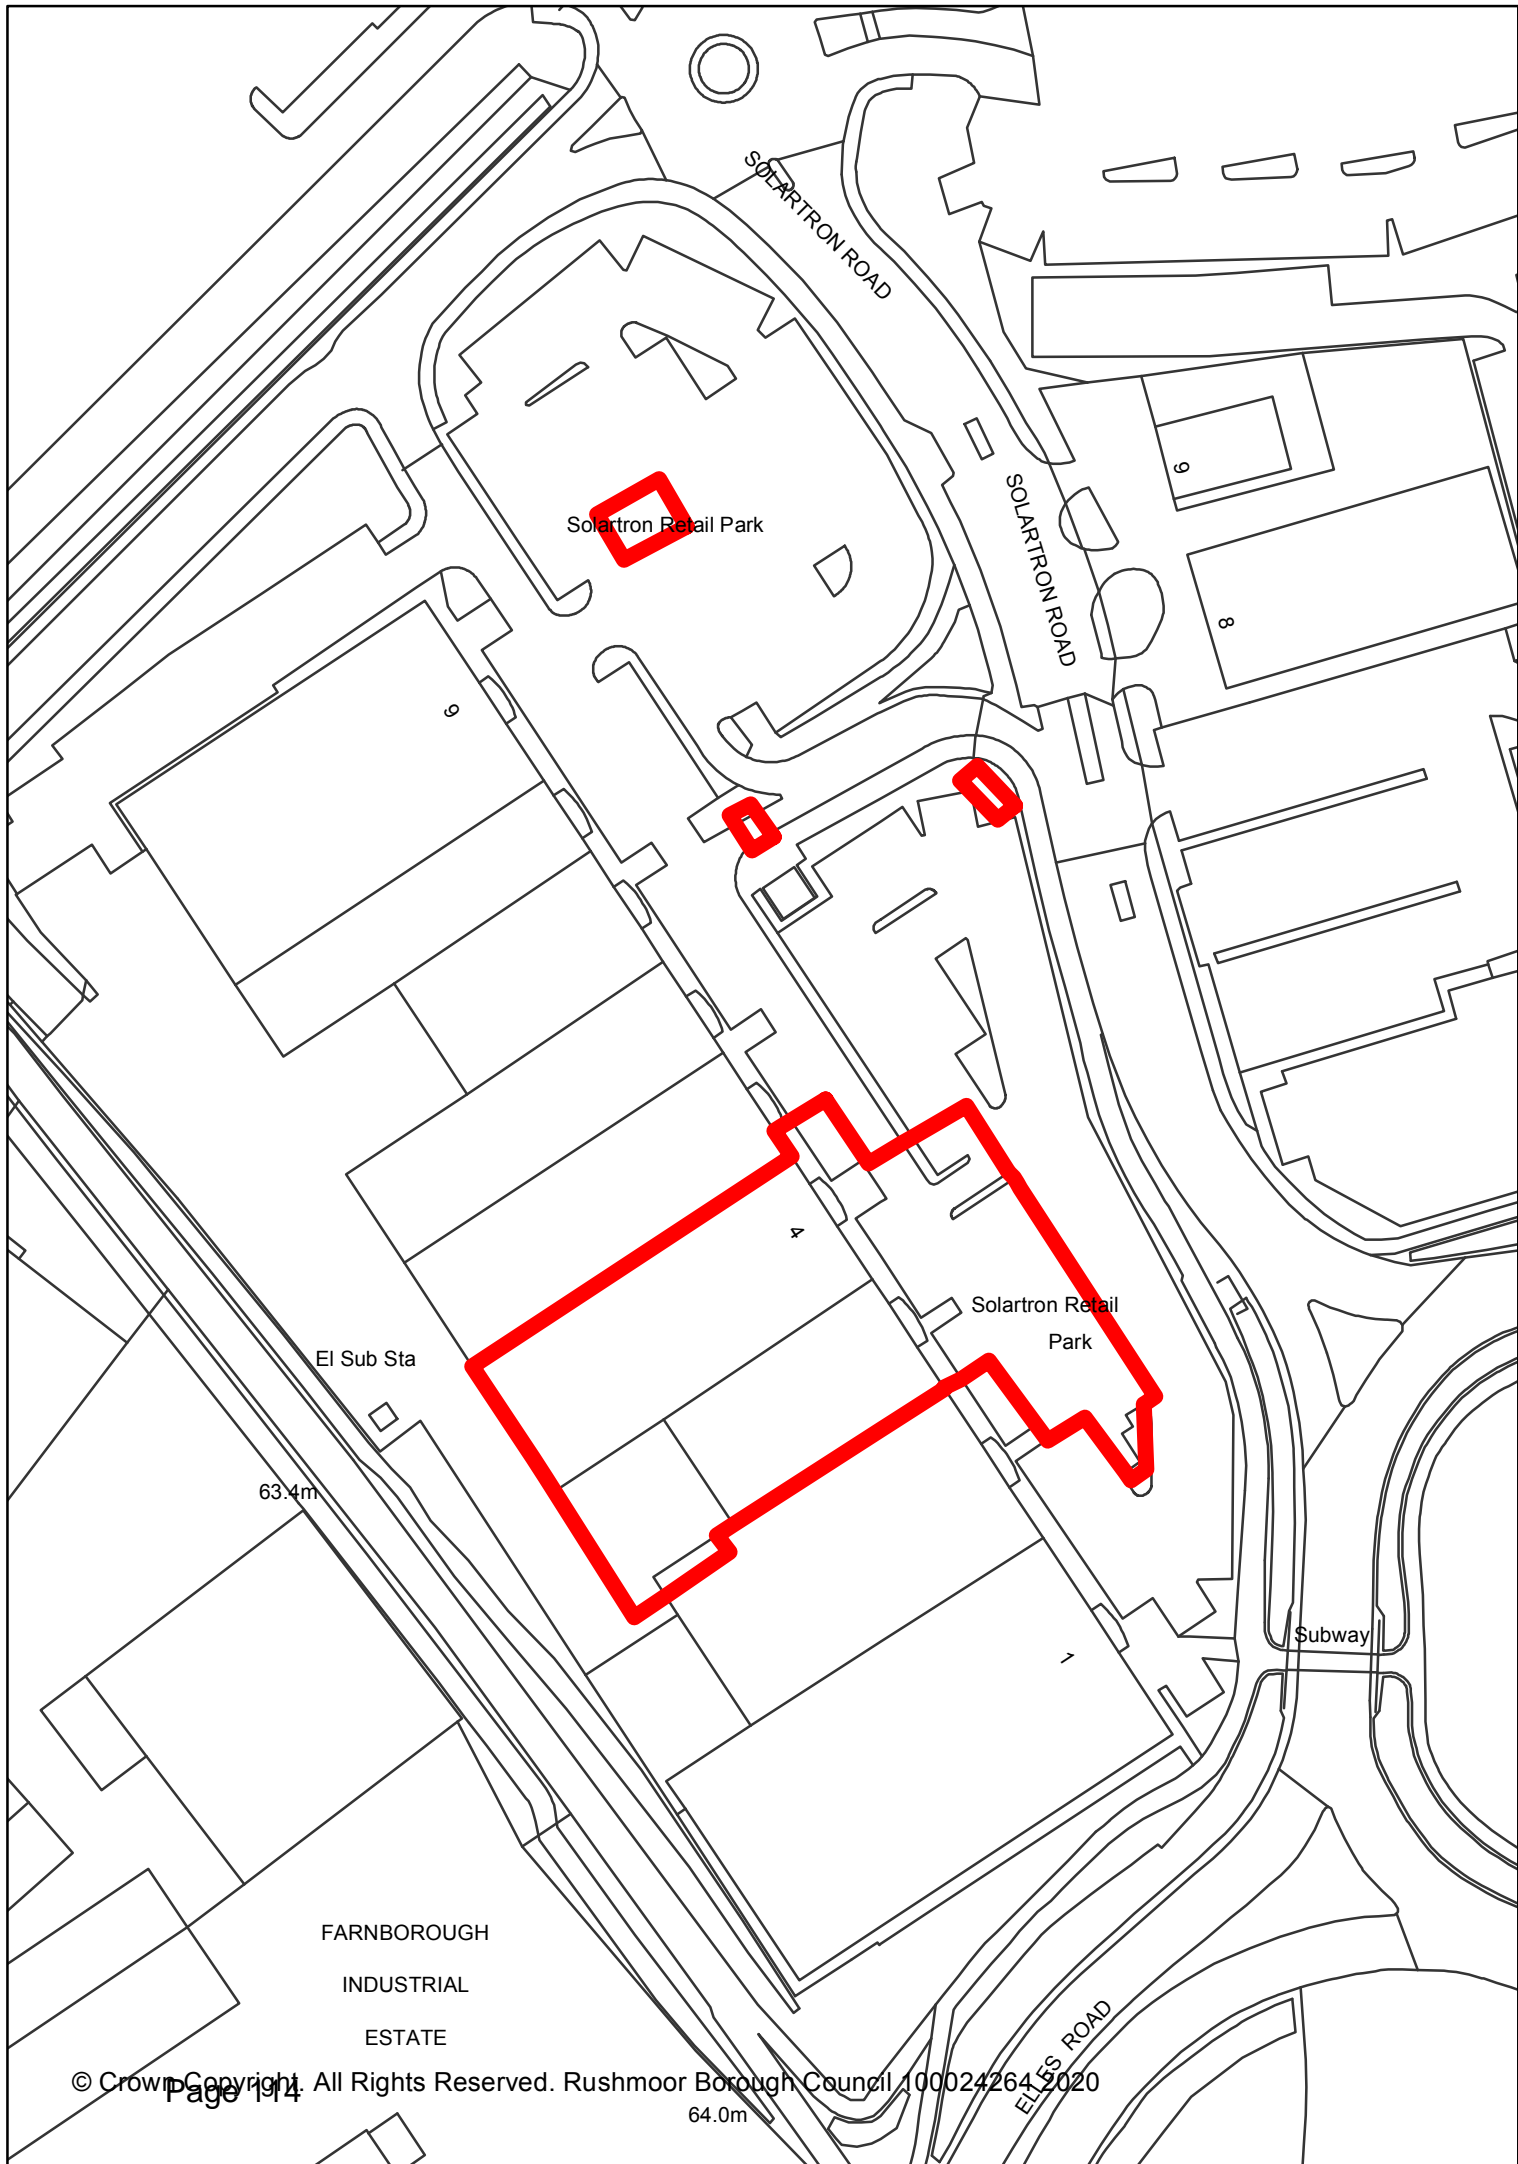 SOLARTRON ROAD
SOLARTRON ROAD
9
Solartron Retail Park
8
9
4
Solartron Retail
Park
El Sub Sta
63.4m
Subway
1
FARNBOROUGH
INDUSTRIAL
ESTATE
ELLES ROAD
© Crown Copyright. All Rights Reserved. Rushmoor Borough Council 100024264 2020
Page 114
64.0m